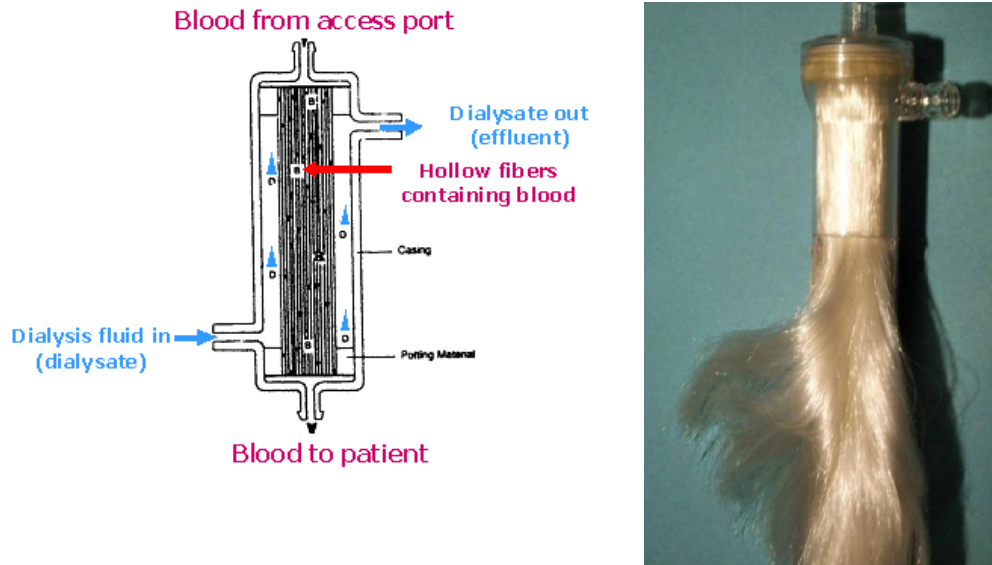 Blood from access port
B
Dialysate out
(effluent)
B
Hollow fibers
containing blood
D
D
Casing
D
Dialysis fluid in
(dialysate)
D
B
Potting Material
Blood to patient